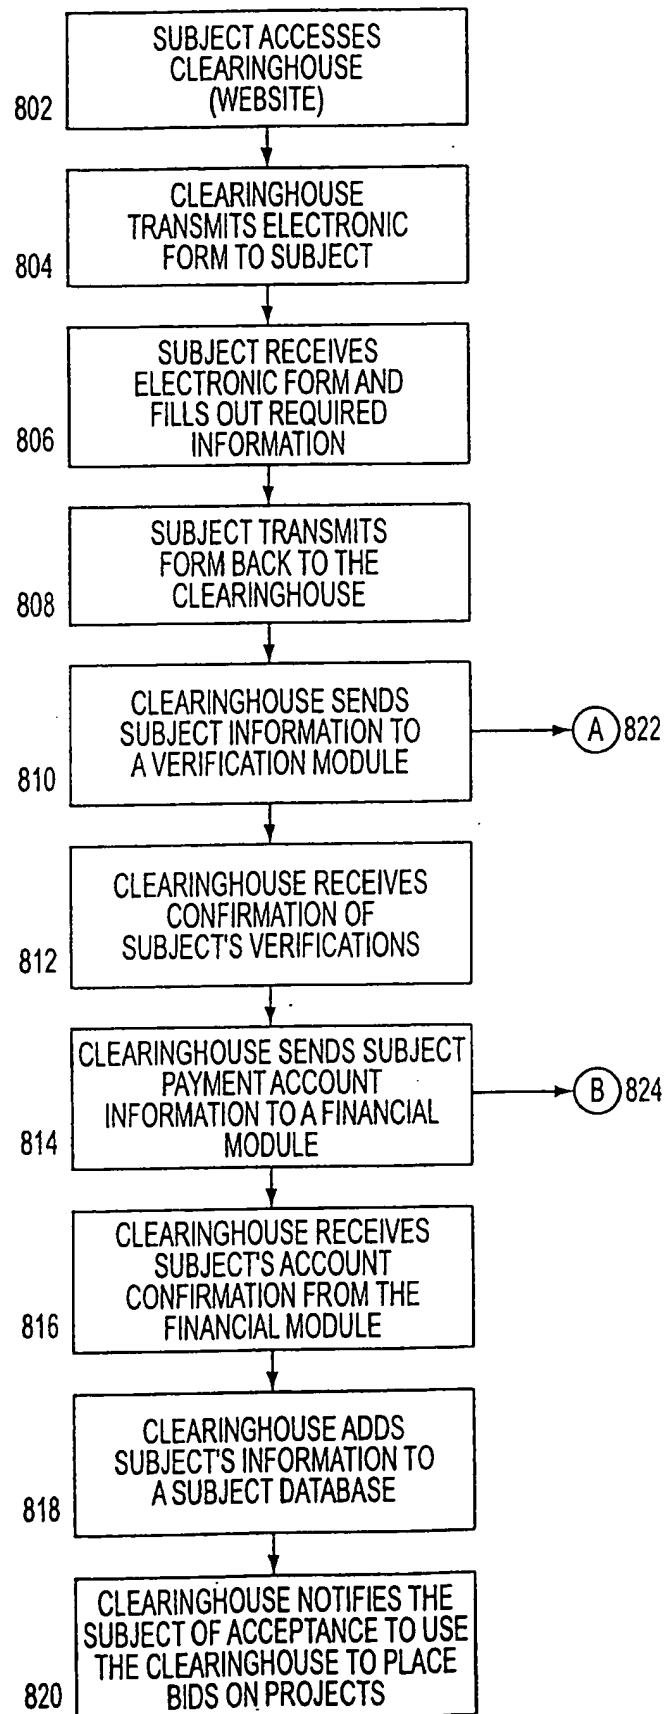 SUBJECT ACCESSES
CLEARINGHOUSE
(WEBSITE)
802
CLEARINGHOUSE
TRANSMITS ELECTRONIC
FORM TO SUBJECT
804
SUBJECT RECEIVES
ELECTRONIC FORM AND
FILLS OUT REQUIRED
INFORMATION
806
SUBJECT TRANSMITS
FORM BACK TO THE
CLEARINGHOUSE
808
CLEARINGHOUSE SENDS
SUBJECT INFORMATION TO
A VERIFICATION MODULE
810
A 822
CLEARINGHOUSE RECEIVES
CONFIRMATION OF
SUBJECT'S VERIFICATIONS
812
CLEARINGHOUSE SENDS SUBJECT
PAYMENT ACCOUNT
INFORMATION TO A FINANCIAL
MODULE
814
B 824
CLEARINGHOUSE RECEIVES
SUBJECT'S ACCOUNT
CONFIRMATION FROM THE
FINANCIAL MODULE
816
CLEARINGHOUSE ADDS
SUBJECT'S INFORMATION TO
A SUBJECT DATABASE
818
CLEARINGHOUSE NOTIFIES THE
SUBJECT OF ACCEPTANCE TO USE
THE CLEARINGHOUSE TO PLACE
BIDS ON PROJECTS
820